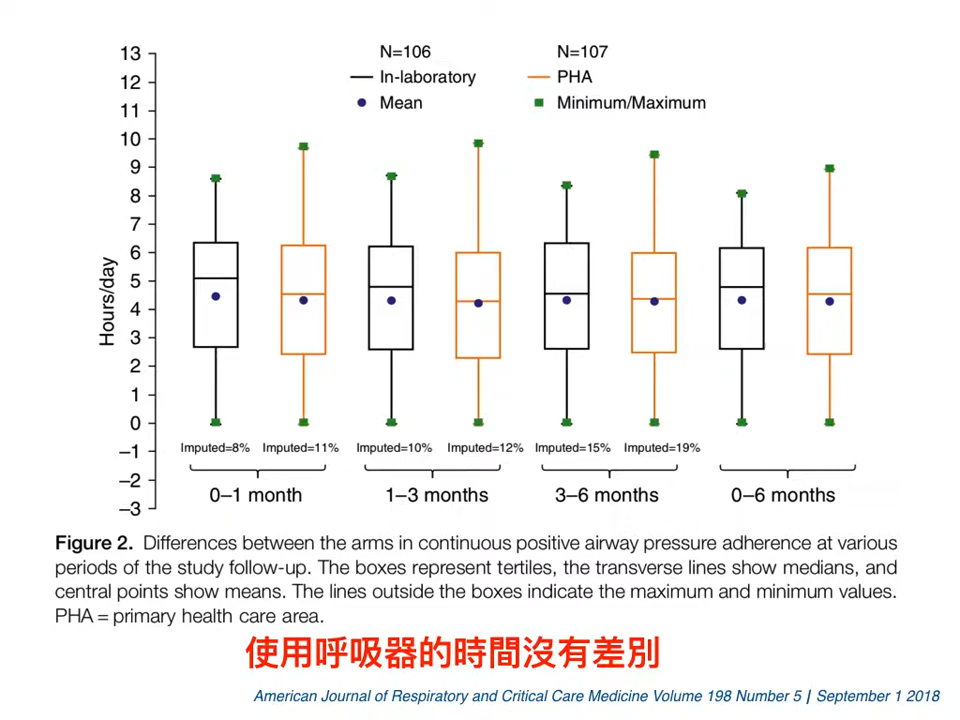 N=106 N=107
In-laboratory PHA
Mean Minimum/Maximum
13
12
11
10
9
8
7
6
5
4
3
2
1
0
–1
–2
–3
Hours/day
Imputed=8% Imputed=11% Imputed=10% Imputed=12% Imputed=15% Imputed=19%
0–1 month 1–3 months 3–6 months 0–6 months
Figure 2. Differences between the arms in continuous positive airway pressure adherence at various
periods of the study follow-up. The boxes represent tertiles, the transverse lines show medians, and
central points show means. The lines outside the boxes indicate the maximum and minimum values.
PHA = primary health care area.
使用呼吸器的時間沒有差別
American Journal of Respiratory and Critical Care Medicine Volume 198 Number 5 | September 1 2018